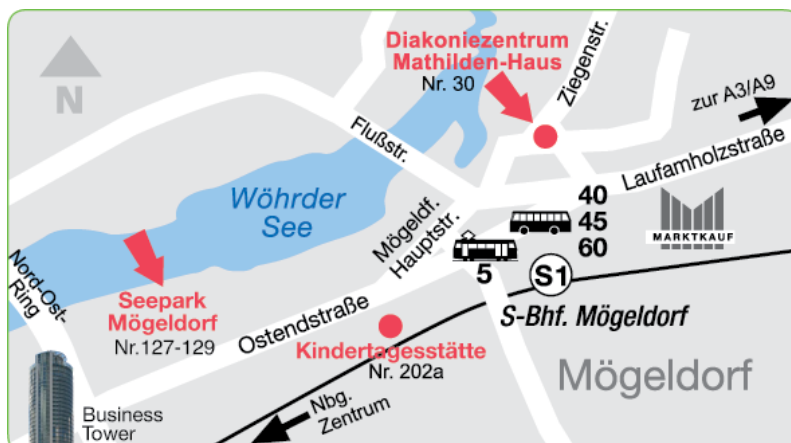 N
Diakoniezentrum
Mathilden-Haus
Nr. 30
Ziegenstr.
zur A3/A9
Flußstr.
Laufamholzstraße
Wöhrder
See
Mögeldf.
Hauptstr.
40
45
60
MARKTKAUF
5
S1
S-Bhf. Mögeldorf
Nord-Ost-
Ring
Seepark
Mögeldorf
Nr.127-129
Ostendstraße
Kindertagesstätte
Nr. 202a
Mögeldorf
Nbg.
Zentrum
Business
Tower